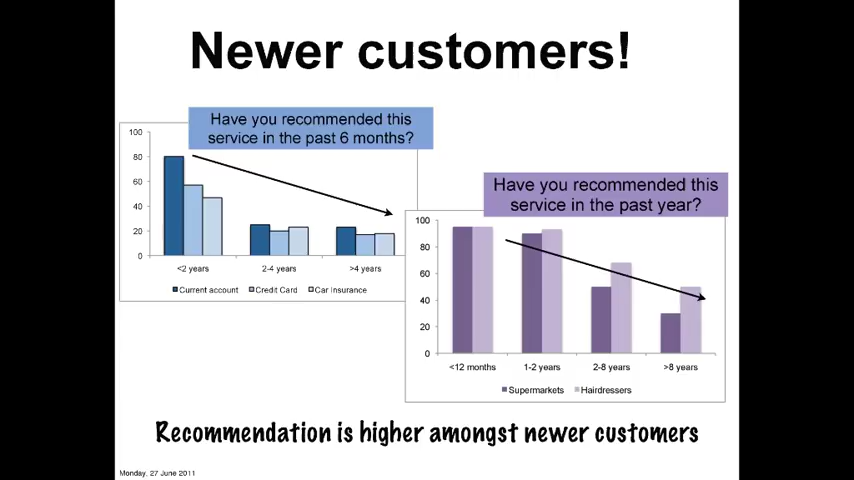 Newer customers!
Have you recommended this
service in the past 6 months?
100
80
60
40
20
0
<2 years
2-4 years
>4 years
Current account
Credit Card
Car Insurance
Have you recommended this
service in the past year?
100
80
60
40
20
0
<12 months
1-2 years
2-8 years
>8 years
Supermarkets
Hairdressers
Recommendation is higher amongst newer customers
Monday, 27 June 2011